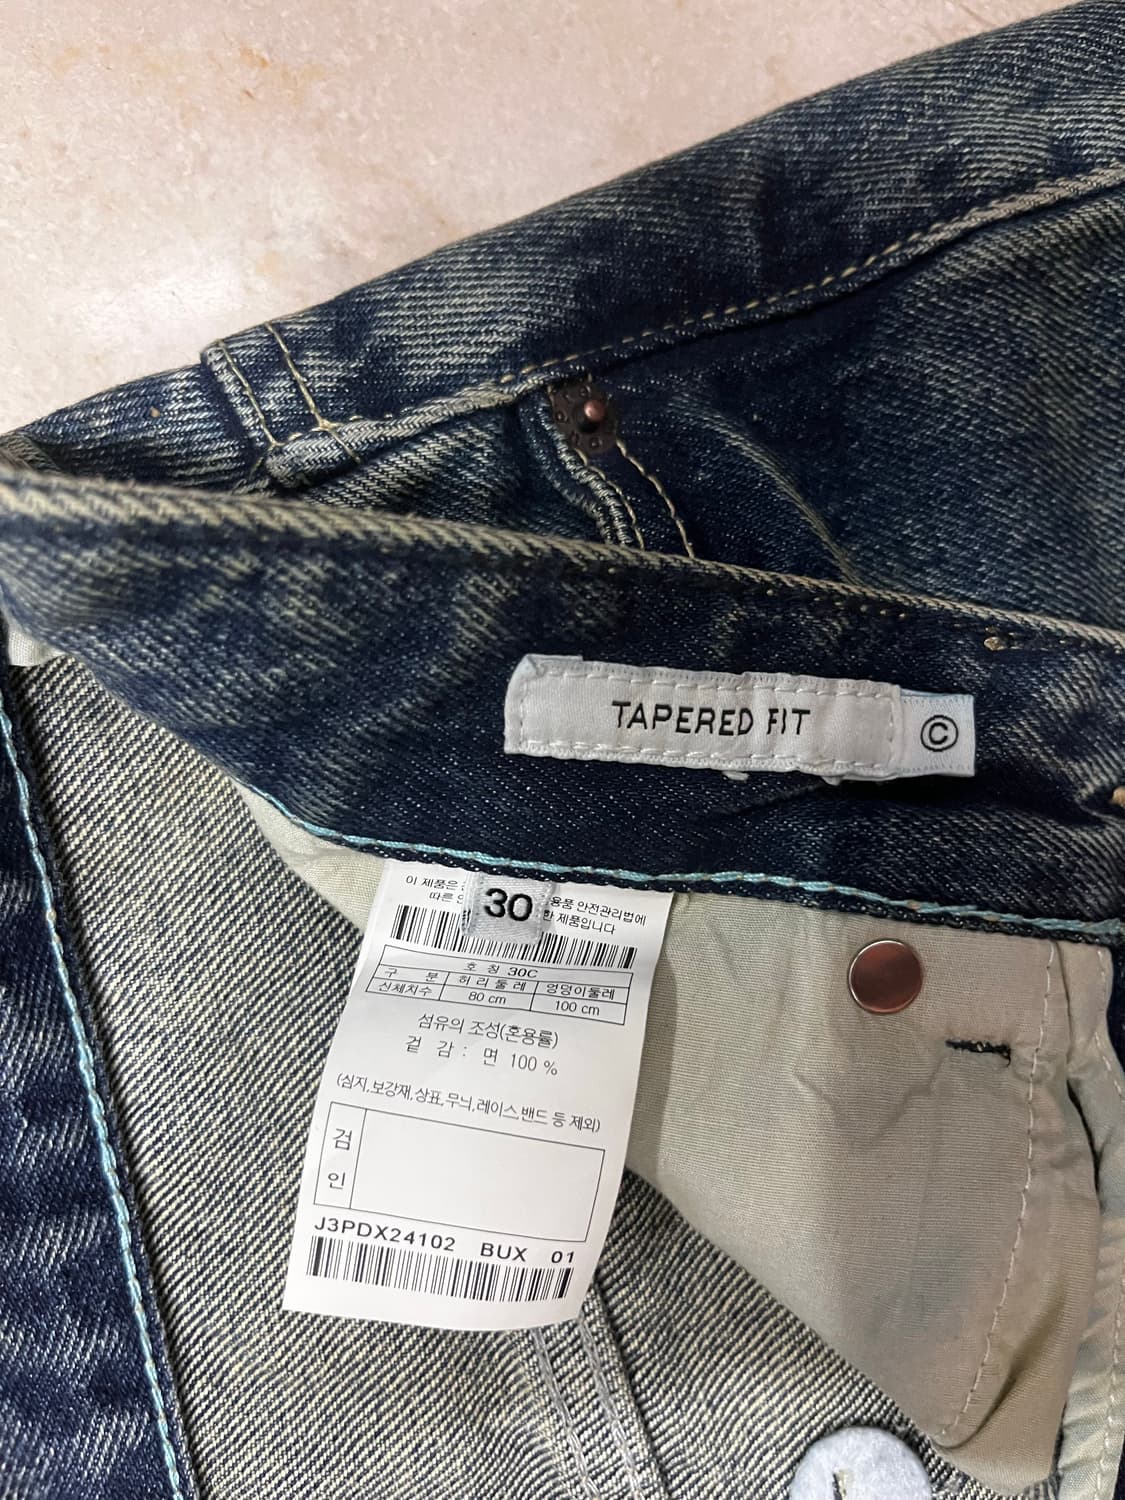 TAPERED FIT ©
30
이 제품은 용품 안전관리법에
따른 한 제품입니다
호 칭 30C
구 분 허 리 둘 레 엉덩이둘레
신체치수 80 cm 100 cm
섬유의 조성(혼용률)
겉 감 : 면 100 %
(심지,보강재,상표,무늬,레이스,밴드 등 제외)
검
인
J3PDX24102 BUX 01